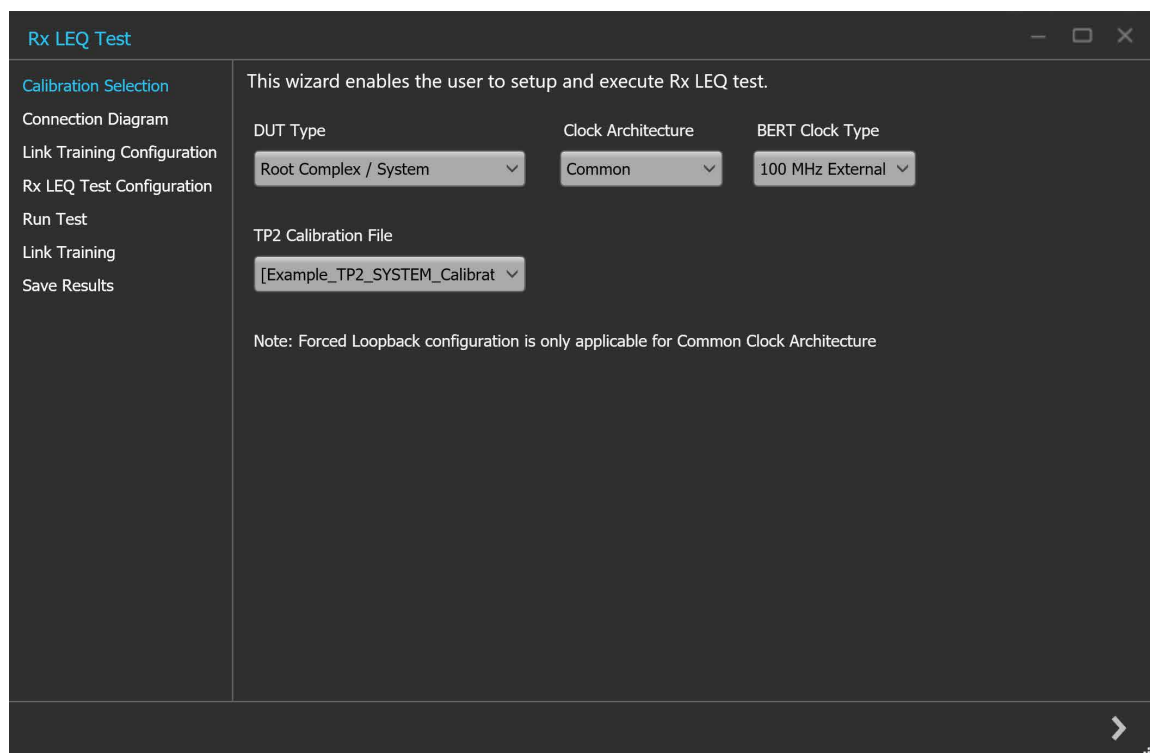 Rx LEQ Test
Calibration Selection
Connection Diagram
Link Training Configuration
Rx LEQ Test Configuration
Run Test
Link Training
Save Results
This wizard enables the user to setup and execute Rx LEQ test.
DUT Type
Clock Architecture
BERT Clock Type
Root Complex / System
Common
100 MHz External
TP2 Calibration File
[Example_TP2_SYSTEM_Calibrat
Note: Forced Loopback configuration is only applicable for Common Clock Architecture